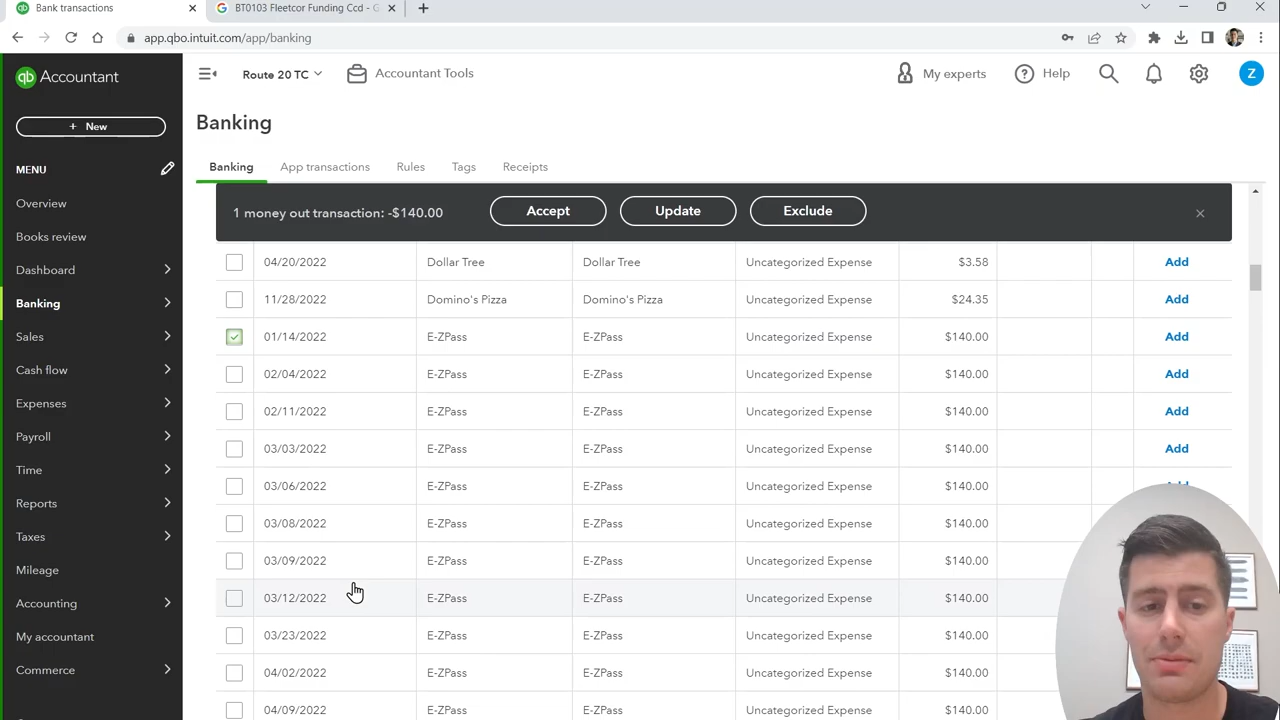 Bank transactions
BT0103 Fleetcor Funding Ccd - G
app.qbo.intuit.com/app/banking
qb Accountant
Route 20 TC
Accountant Tools
My experts
Help
Z
+ New
Banking
MENU
Banking
App transactions
Rules
Tags
Receipts
Overview
Books review
Dashboard
Banking
Sales
Cash flow
Expenses
Payroll
Time
Reports
Taxes
Mileage
Accounting
My accountant
Commerce
1 money out transaction: -$140.00
Accept
Update
Exclude
04/20/2022 Dollar Tree Dollar Tree Uncategorized Expense $3.58 Add
11/28/2022 Domino's Pizza Domino's Pizza Uncategorized Expense $24.35 Add
01/14/2022 E-ZPass E-ZPass Uncategorized Expense $140.00 Add
02/04/2022 E-ZPass E-ZPass Uncategorized Expense $140.00 Add
02/11/2022 E-ZPass E-ZPass Uncategorized Expense $140.00 Add
03/03/2022 E-ZPass E-ZPass Uncategorized Expense $140.00 Add
03/06/2022 E-ZPass E-ZPass Uncategorized Expense $140.00
03/08/2022 E-ZPass E-ZPass Uncategorized Expense $140.00
03/09/2022 E-ZPass E-ZPass Uncategorized Expense $140.00
03/12/2022 E-ZPass E-ZPass Uncategorized Expense $140.00
03/23/2022 E-ZPass E-ZPass Uncategorized Expense $140.00
04/02/2022 E-ZPass E-ZPass Uncategorized Expense $140.00
04/09/2022 E-ZPass E-ZPass Uncategorized Expense $140.00